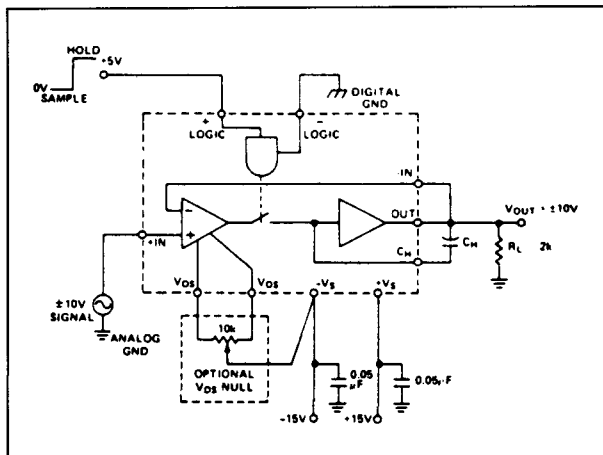 HOLD
+5V
0V
SAMPLE
DIGITAL
GND
+
LOGIC
−
LOGIC
-IN
−
+
+IN
OUT
VOUT = ±10V
CH
CH
RL
2k
VOS
VOS
-VS
+VS
±10V
SIGNAL
ANALOG
GND
10k
OPTIONAL
VOS NULL
0.05
μF
0.05μF
-15V
+15V